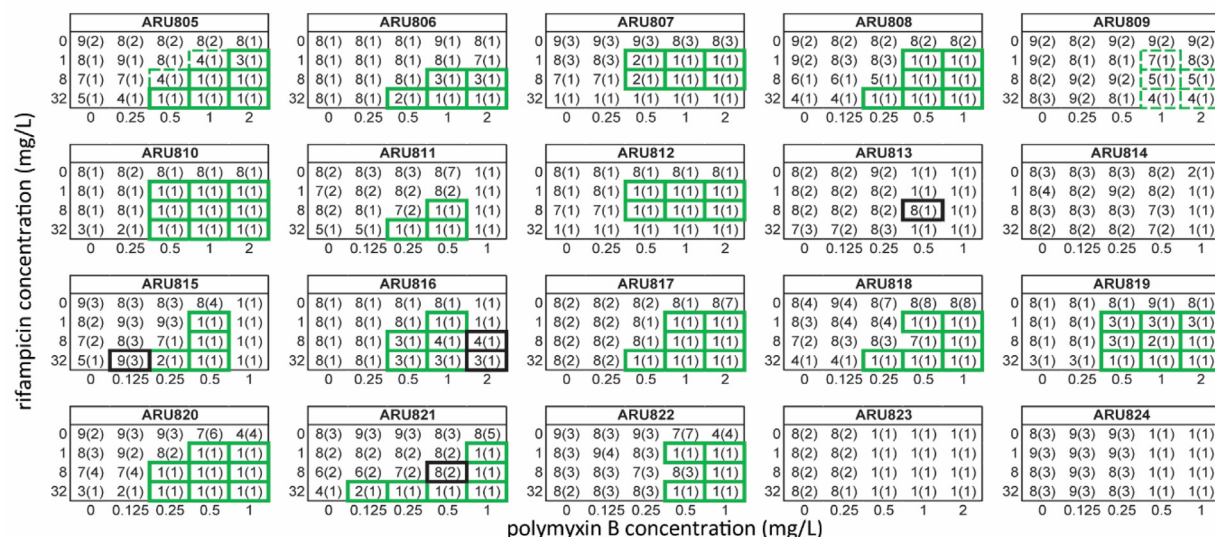 rifampicin concentration (mg/L)
ARU805
0 9(2) 8(2) 8(2) 8(2) 8(1)
1 8(1) 9(1) 8(1) 4(1) 3(1)
8 7(1) 7(1) 4(1) 1(1) 1(1)
32 5(1) 4(1) 1(1) 1(1) 1(1)
0 0.25 0.5 1 2
ARU806
0 8(1) 8(1) 8(1) 9(1) 8(1)
1 8(1) 8(1) 8(1) 8(1) 7(1)
8 8(1) 8(1) 8(1) 3(1) 3(1)
32 8(1) 8(1) 2(1) 1(1) 1(1)
0 0.25 0.5 1 2
ARU807
0 9(3) 9(3) 9(3) 8(3) 8(3)
1 8(3) 8(3) 2(1) 1(1) 1(1)
8 7(1) 7(1) 2(1) 1(1) 1(1)
32 1(1) 1(1) 1(1) 1(1) 1(1)
0 0.25 0.5 1 2
ARU808
0 9(2) 8(2) 8(2) 8(2) 8(2)
1 8(2) 8(2) 8(2) 1(1) 1(1)
8 6(1) 6(1) 5(1) 1(1) 1(1)
32 4(1) 4(1) 1(1) 1(1) 1(1)
0 0.125 0.25 0.5 1
ARU809
0 9(2) 9(2) 9(2) 9(2) 9(2)
1 9(2) 8(1) 8(1) 7(1) 8(3)
8 8(2) 9(2) 9(2) 5(1) 5(1)
32 8(3) 9(2) 8(1) 4(1) 4(1)
0 0.25 0.5 1 2
ARU810
0 8(1) 8(2) 8(1) 8(1) 8(1)
1 8(1) 8(1) 1(1) 1(1) 1(1)
8 8(1) 8(1) 1(1) 1(1) 1(1)
32 3(1) 2(1) 1(1) 1(1) 1(1)
0 0.25 0.5 1 2
ARU811
0 8(2) 8(3) 8(3) 8(7) 1(1)
1 7(2) 8(2) 8(2) 8(2) 1(1)
8 8(2) 8(1) 7(2) 1(1) 1(1)
32 5(1) 5(1) 1(1) 1(1) 1(1)
0 0.125 0.25 0.5 1
ARU812
0 8(1) 8(1) 8(1) 8(1) 8(1)
1 8(1) 8(1) 1(1) 1(1) 1(1)
8 7(1) 7(1) 1(1) 1(1) 1(1)
32 1(1) 1(1) 1(1) 1(1) 1(1)
0 0.25 0.5 1 2
ARU813
0 8(2) 8(2) 9(2) 1(1) 1(1)
1 8(2) 8(2) 8(2) 1(1) 1(1)
8 8(2) 8(2) 8(2) 8(1) 1(1)
32 7(3) 7(2) 8(3) 1(1) 1(1)
0 0.125 0.25 0.5 1
ARU814
0 8(3) 8(3) 8(3) 8(2) 2(1)
1 8(4) 8(2) 9(2) 8(2) 1(1)
8 8(3) 8(3) 8(3) 7(3) 1(1)
32 8(2) 8(2) 8(2) 7(2) 1(1)
0 0.125 0.25 0.5 1
ARU815
0 9(3) 8(3) 8(3) 8(4) 1(1)
1 8(2) 9(3) 9(3) 1(1) 1(1)
8 7(2) 8(3) 7(1) 1(1) 1(1)
32 5(1) 9(3) 2(1) 1(1) 1(1)
0 0.125 0.25 0.5 1
ARU816
0 8(1) 8(1) 8(1) 8(1) 1(1)
1 8(1) 8(1) 8(1) 1(1) 1(1)
8 8(1) 8(1) 3(1) 4(1) 4(1)
32 8(1) 8(1) 3(1) 3(1) 3(1)
0 0.25 0.5 1 2
ARU817
0 8(2) 8(2) 8(2) 8(1) 8(7)
1 8(2) 8(2) 8(2) 1(1) 1(1)
8 8(2) 8(2) 8(1) 1(1) 1(1)
32 8(2) 8(2) 1(1) 1(1) 1(1)
0 0.25 0.5 1 2
ARU818
0 8(4) 9(4) 8(7) 8(8) 8(8)
1 8(3) 8(4) 8(4) 1(1) 1(1)
8 8(2) 8(3) 8(3) 7(1) 1(1)
32 4(1) 4(1) 1(1) 1(1) 1(1)
0 0.125 0.25 0.5 1
ARU819
0 8(1) 8(1) 8(1) 9(1) 8(1)
1 8(1) 8(1) 3(1) 3(1) 3(1)
8 8(1) 8(1) 3(1) 2(1) 1(1)
32 3(1) 3(1) 1(1) 1(1) 1(1)
0 0.25 0.5 1 2
ARU820
0 9(2) 9(3) 9(3) 7(6) 4(4)
1 8(3) 9(2) 8(2) 1(1) 1(1)
8 7(4) 7(4) 1(1) 1(1) 1(1)
32 3(1) 2(1) 1(1) 1(1) 1(1)
0 0.125 0.25 0.5 1
ARU821
0 8(3) 9(3) 9(3) 8(3) 8(5)
1 8(2) 8(2) 8(2) 8(2) 1(1)
8 6(2) 6(2) 7(2) 8(2) 1(1)
32 4(1) 2(1) 1(1) 1(1) 1(1)
0 0.125 0.25 0.5 1
ARU822
0 9(3) 8(3) 9(3) 7(7) 4(4)
1 8(3) 9(4) 8(3) 1(1) 1(1)
8 8(3) 8(3) 7(3) 8(3) 1(1)
32 8(2) 8(3) 8(3) 1(1) 1(1)
0 0.125 0.25 0.5 1
ARU823
0 8(2) 8(2) 1(1) 1(1) 1(1)
1 8(2) 8(2) 1(1) 1(1) 1(1)
8 8(2) 8(2) 1(1) 1(1) 1(1)
32 8(2) 8(1) 1(1) 1(1) 1(1)
0 0.25 0.5 1 2
ARU824
0 8(3) 9(3) 9(3) 1(1) 1(1)
1 8(3) 9(3) 9(3) 1(1) 1(1)
8 8(3) 9(3) 8(3) 1(1) 1(1)
32 8(3) 9(3) 8(3) 1(1) 1(1)
0 0.125 0.25 0.5 1
polymyxin B concentration (mg/L)